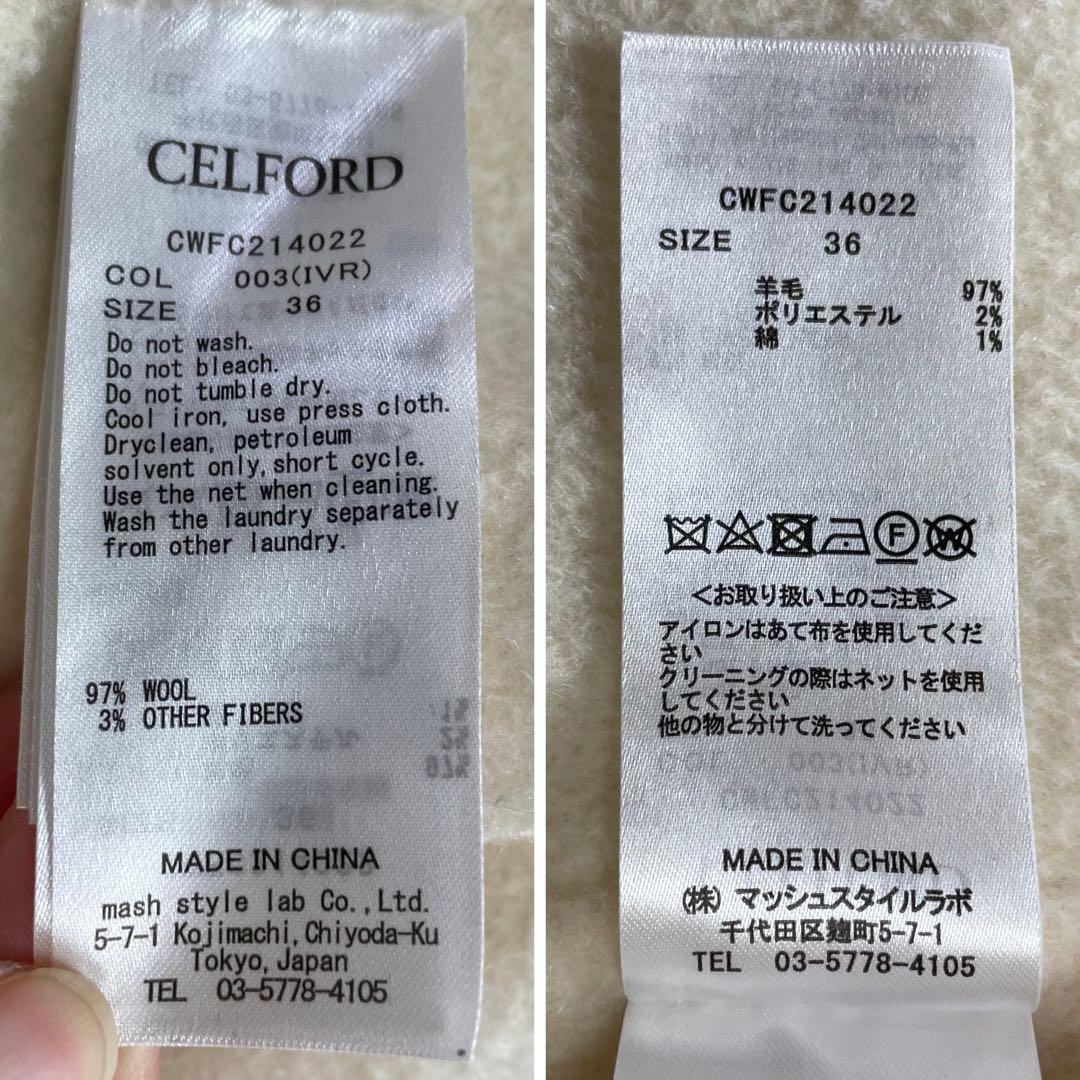 CELFORD
CWFC214022
COL 003(IVR)
SIZE 36
Do not wash.
Do not bleach.
Do not tumble dry.
Cool iron, use press cloth.
Dryclean, petroleum
solvent only, short cycle.
Use the net when cleaning.
Wash the laundry separately
from other laundry.
97% WOOL
3% OTHER FIBERS
MADE IN CHINA
mash style lab Co., Ltd.
5-7-1 Kojimachi, Chiyoda-Ku
Tokyo, Japan
TEL 03-5778-4105
CWFC214022
SIZE 36
羊毛 97%
ポリエステル 2%
綿 1%
F
W
<お取り扱い上のご注意>
アイロンはあて布を使用してくだ
さい
クリーニングの際はネットを使用
してください
他の物と分けて洗ってください
MADE IN CHINA
(株) マッシュスタイルラボ
千代田区麹町5-7-1
TEL 03-5778-4105